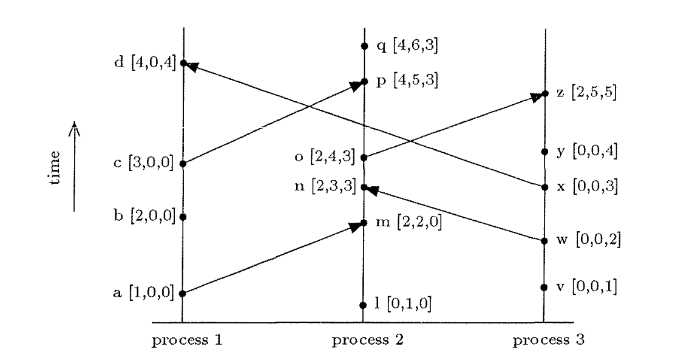 q [4,6,3]
d [4,0,4]
p [4,5,3]
z [2,5,5]
time
c [3,0,0]
o [2,4,3]
y [0,0,4]
n [2,3,3]
x [0,0,3]
b [2,0,0]
m [2,2,0]
w [0,0,2]
a [1,0,0]
l [0,1,0]
v [0,0,1]
process 1
process 2
process 3